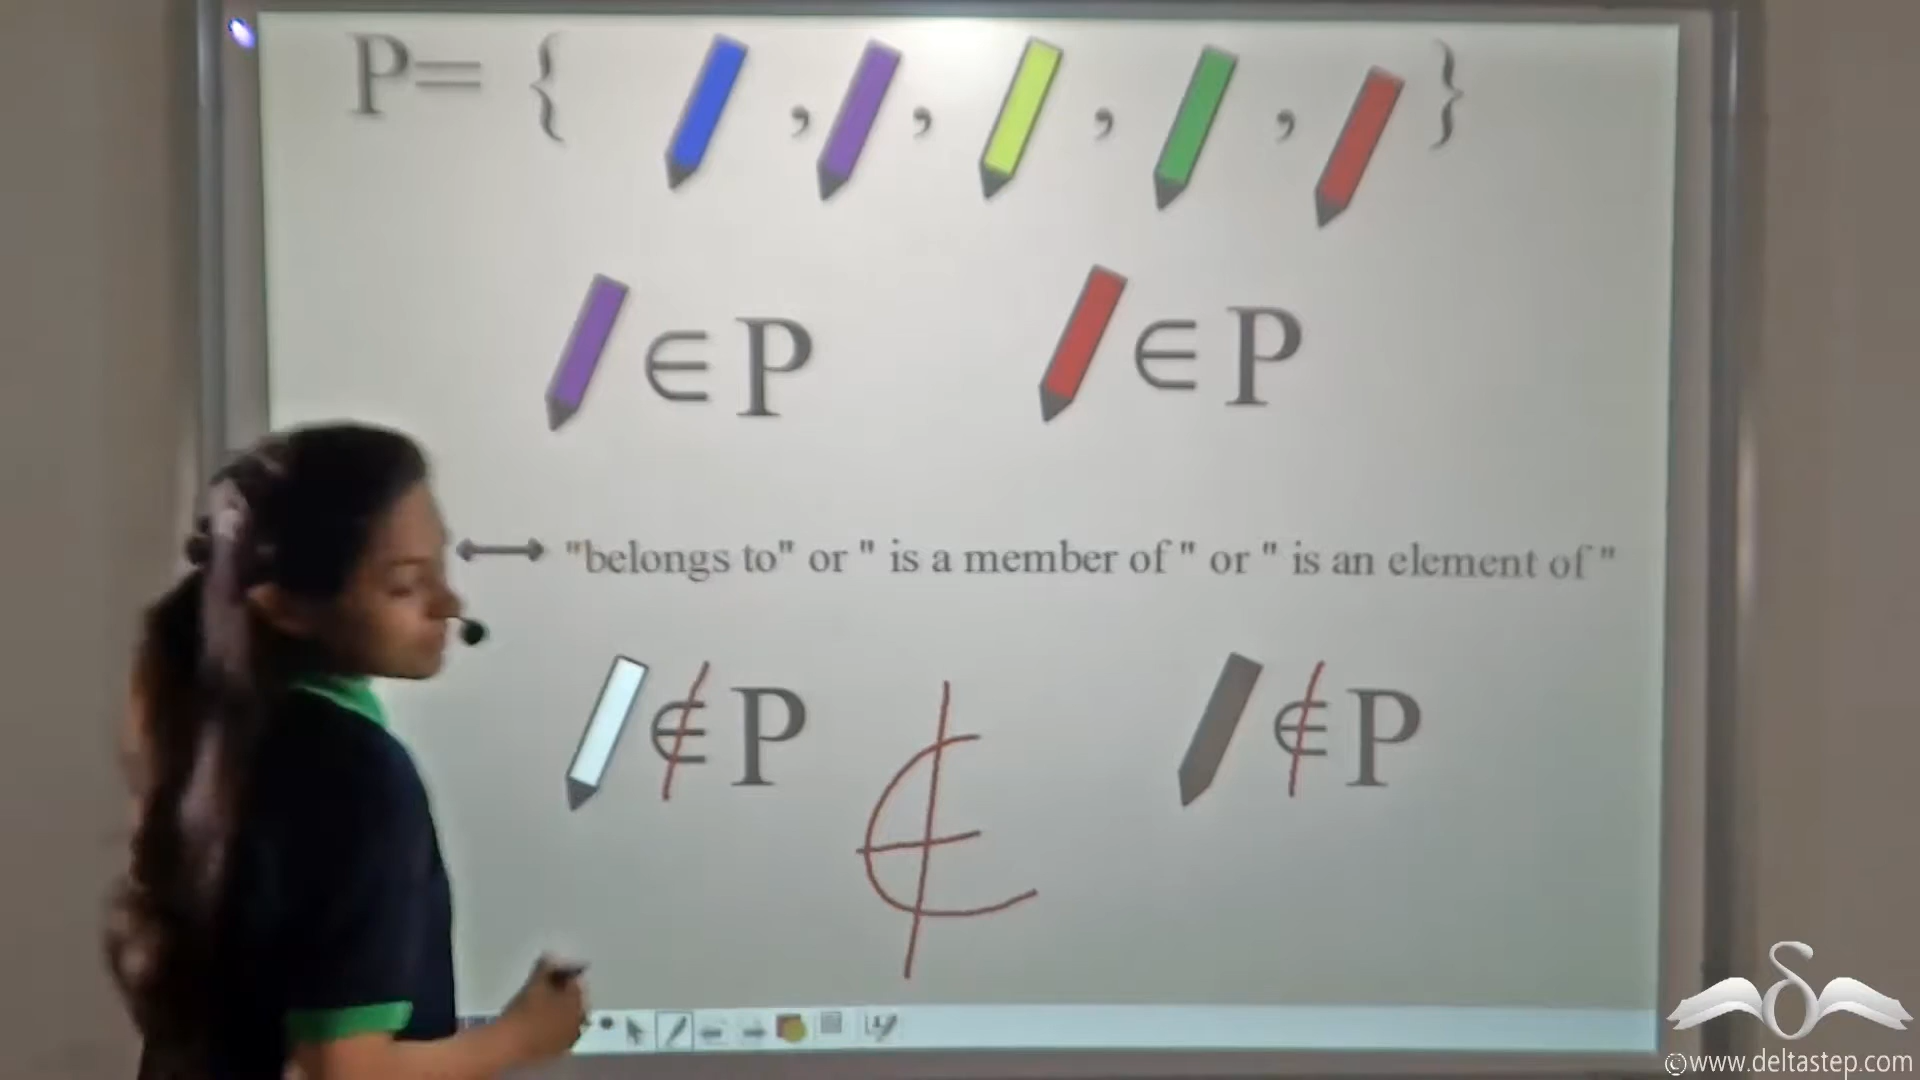 P= { , , , , }
∈ P ∈ P
"belongs to" or " is a member of " or " is an element of "
∉ P ∉ P
∉
©www.deltastep.com